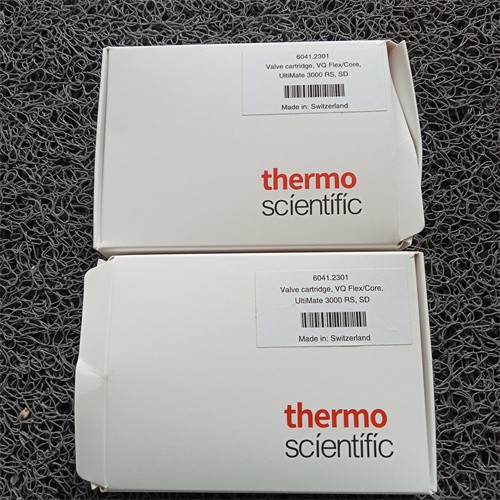 6041.2301
Valve cartridge, VQ Flex/Core,
UltiMate 3000 RS, SD
Made in: Switzerland
thermo
scientific
6041.2301
Valve cartridge, VQ Flex/Core,
UltiMate 3000 RS, SD
Made in: Switzerland
thermo
scientific